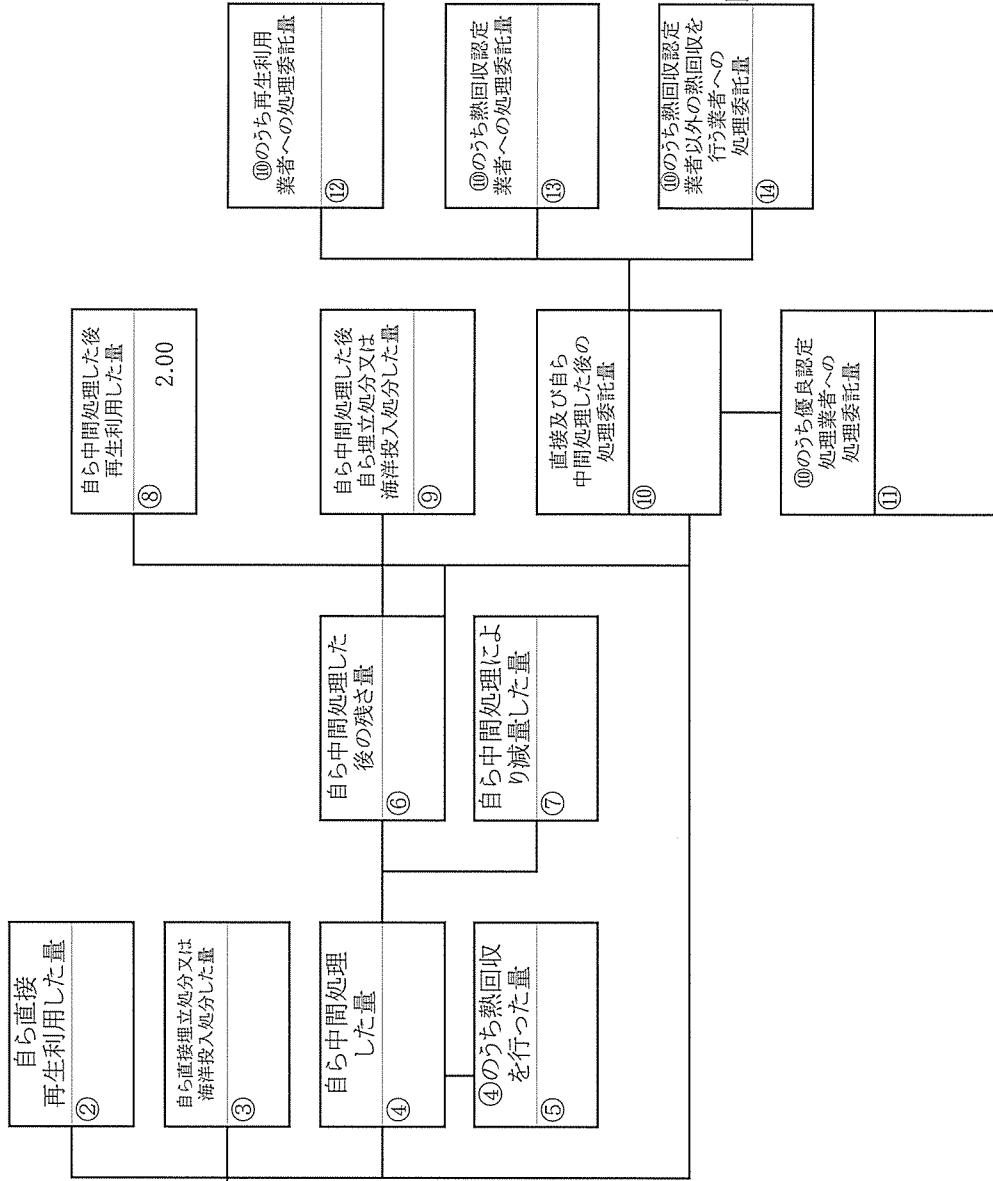 自ら直接
再生利用した量
②
自ら直接埋立処分又は
海洋投入処分した量
③
自ら中間処理
した量
④
④のうち熱回収
を行った量
⑤
自ら中間処理した
後の残さ量
⑥
自ら中間処理によ
り減量した量
⑦
自ら中間処理した後
再生利用した量
⑧
2.00
自ら中間処理した後
自ら埋立処分又は
海洋投入処分した量
⑨
直接及び自ら
中間処理した後の
処理委託量
⑩
⑩のうち優良認定
処理業者への
処理委託量
⑪
⑩のうち再生利用
業者への処理委託量
⑫
⑩のうち熱回収認定
業者への処理委託量
⑬
⑩のうち熱回収認定
業者以外の熱回収を
行う業者への
処理委託量
⑭